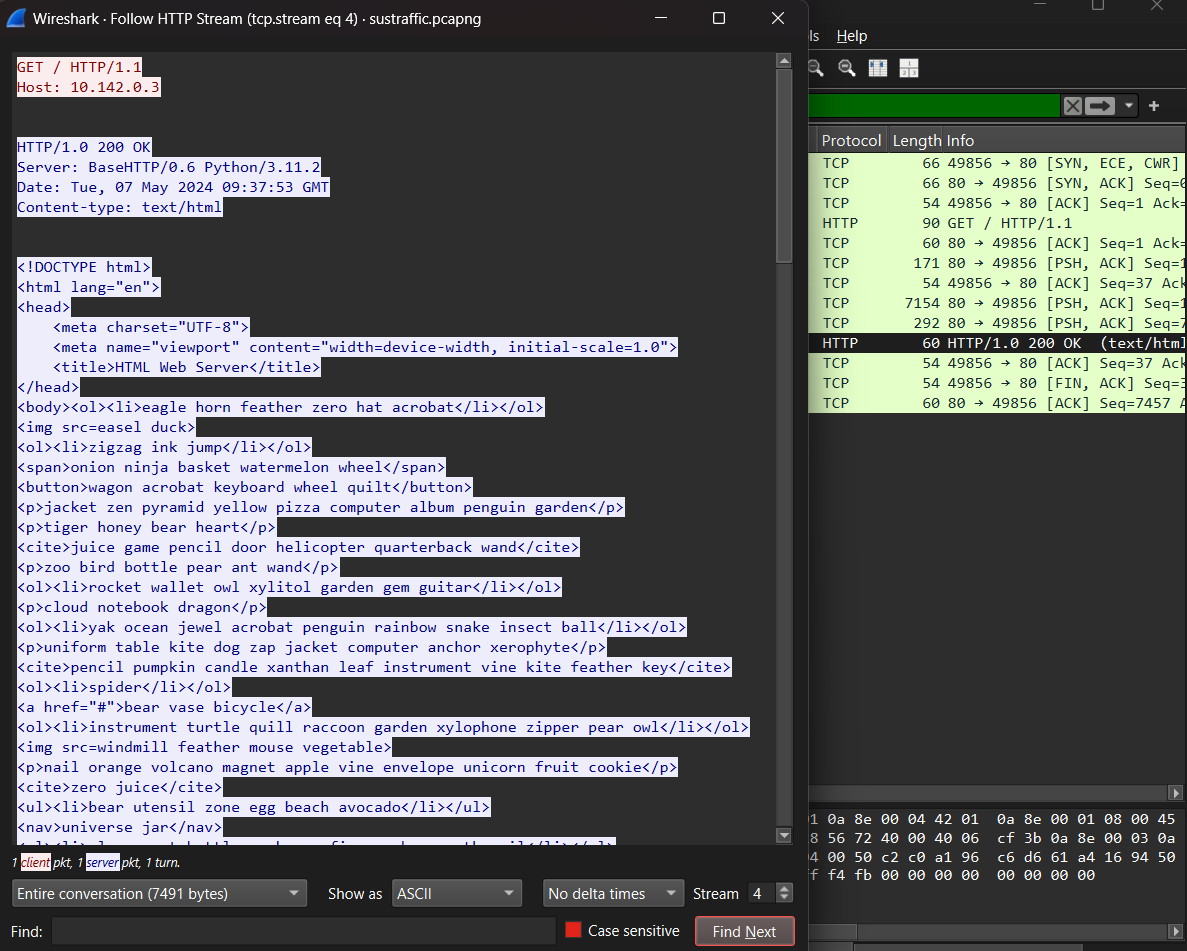 Wireshark · Follow HTTP Stream (tcp.stream eq 4) · sustraffic.pcapng
GET / HTTP/1.1
Host: 10.142.0.3
HTTP/1.0 200 OK
Server: BaseHTTP/0.6 Python/3.11.2
Date: Tue, 07 May 2024 09:37:53 GMT
Content-type: text/html
<!DOCTYPE html>
<html lang="en">
<head>
    <meta charset="UTF-8">
    <meta name="viewport" content="width=device-width, initial-scale=1.0">
    <title>HTML Web Server</title>
</head>
<body><ol><li>eagle horn feather zero hat acrobat</li></ol>
<img src=easel duck>
<ol><li>zigzag ink jump</li></ol>
<span>onion ninja basket watermelon wheel</span>
<button>wagon acrobat keyboard wheel quilt</button>
<p>jacket zen pyramid yellow pizza computer album penguin garden</p>
<p>tiger honey bear heart</p>
<cite>juice game pencil door helicopter quarterback wand</cite>
<p>zoo bird bottle pear ant wand</p>
<ol><li>rocket wallet owl xylitol garden gem guitar</li></ol>
<p>cloud notebook dragon</p>
<ol><li>yak ocean jewel acrobat penguin rainbow snake insect ball</li></ol>
<p>uniform table kite dog zap jacket computer anchor xerophyte</p>
<cite>pencil pumpkin candle xanthan leaf instrument vine kite feather key</cite>
<ol><li>spider</li></ol>
<a href="#">bear vase bicycle</a>
<ol><li>instrument turtle quill raccoon garden xylophone zipper pear owl</li></ol>
<img src=windmill feather mouse vegetable>
<p>nail orange volcano magnet apple vine envelope unicorn fruit cookie</p>
<cite>zero juice</cite>
<ul><li>bear utensil zone egg beach avocado</li></ul>
<nav>universe jar</nav>
1 client pkt, 1 server pkt, 1 turn.
Entire conversation (7491 bytes) Show as ASCII No delta times Stream 4
Find: Case sensitive Find Next
ls Help
Protocol Length Info
TCP 66 49856 → 80 [SYN, ECE, CWR]
TCP 66 80 → 49856 [SYN, ACK] Seq=0
TCP 54 49856 → 80 [ACK] Seq=1 Ack=
HTTP 90 GET / HTTP/1.1
TCP 60 80 → 49856 [ACK] Seq=1 Ack=
TCP 171 80 → 49856 [PSH, ACK] Seq=1
TCP 54 49856 → 80 [ACK] Seq=37 Ack
TCP 7154 80 → 49856 [PSH, ACK] Seq=1
TCP 292 80 → 49856 [PSH, ACK] Seq=7
HTTP 60 HTTP/1.0 200 OK  (text/html
TCP 54 49856 → 80 [ACK] Seq=37 Ack
TCP 54 49856 → 80 [FIN, ACK] Seq=3
TCP 60 80 → 49856 [ACK] Seq=7457 A
0a 8e 00 04 42 01 0a 8e 00 01 08 00 45
56 72 40 00 40 06 cf 3b 0a 8e 00 03 0a
00 50 c2 c0 a1 96 c6 d6 61 a4 16 94 50
f4 fb 00 00 00 00 00 00 00 00